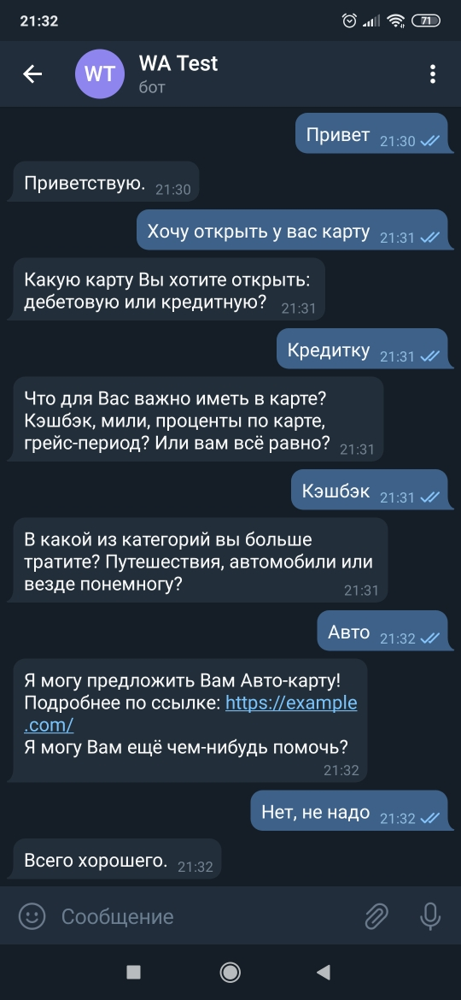 21:32
71
WT
WA Test
бот
Привет 21:30
Приветствую. 21:30
Хочу открыть у вас карту 21:31
Какую карту Вы хотите открыть:
дебетовую или кредитную? 21:31
Кредитку 21:31
Что для Вас важно иметь в карте?
Кэшбэк, мили, проценты по карте,
грейс-период? Или вам всё равно? 21:31
Кэшбэк 21:31
В какой из категорий вы больше
тратите? Путешествия, автомобили или
везде понемногу? 21:31
Авто 21:32
Я могу предложить Вам Авто-карту!
Подробнее по ссылке: https://example
.com/
Я могу Вам ещё чем-нибудь помочь?
21:32
Нет, не надо 21:32
Всего хорошего. 21:32
Сообщение